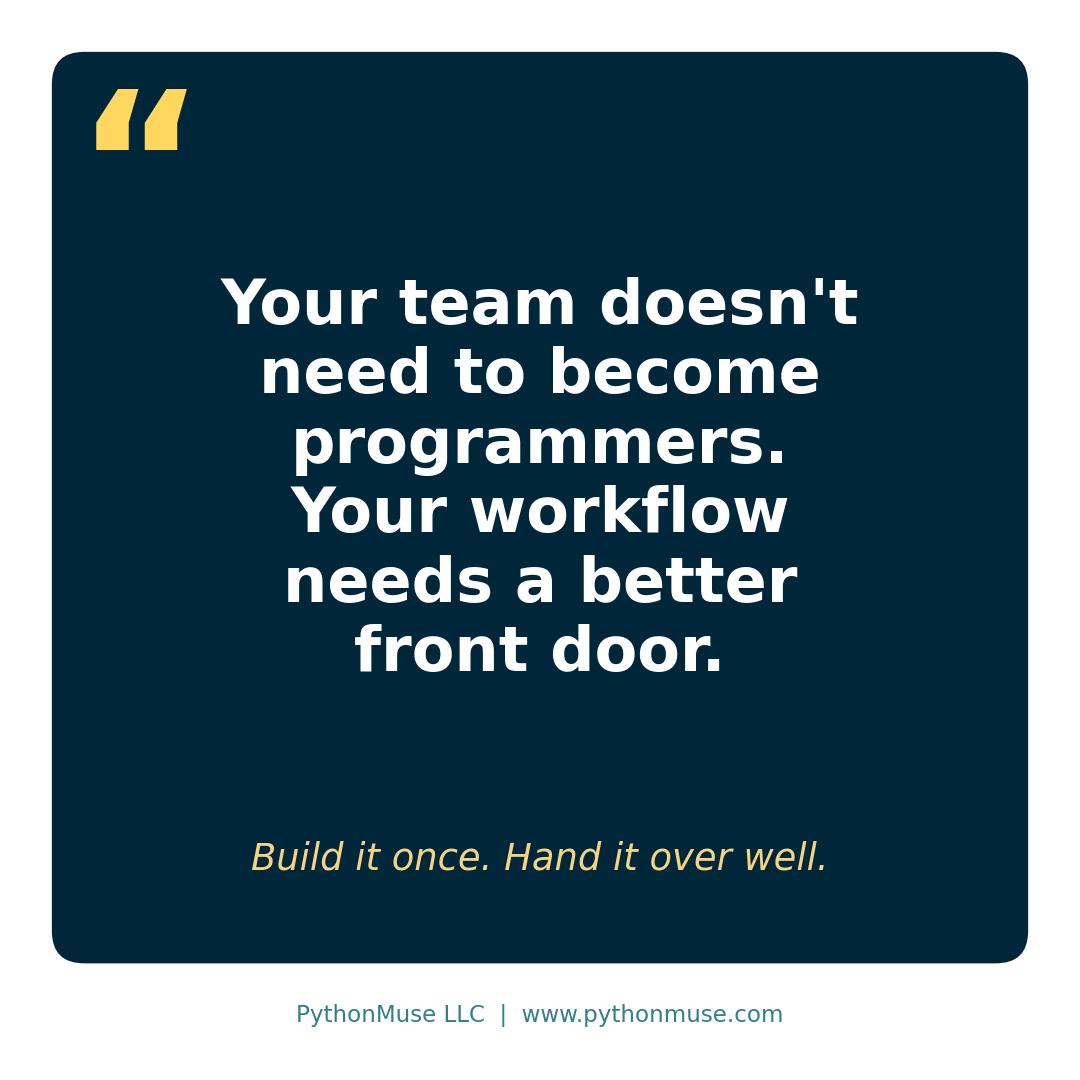 “
Your team doesn't
need to become
programmers.
Your workflow
needs a better
front door.
Build it once. Hand it over well.
PythonMuse LLC | www.pythonmuse.com